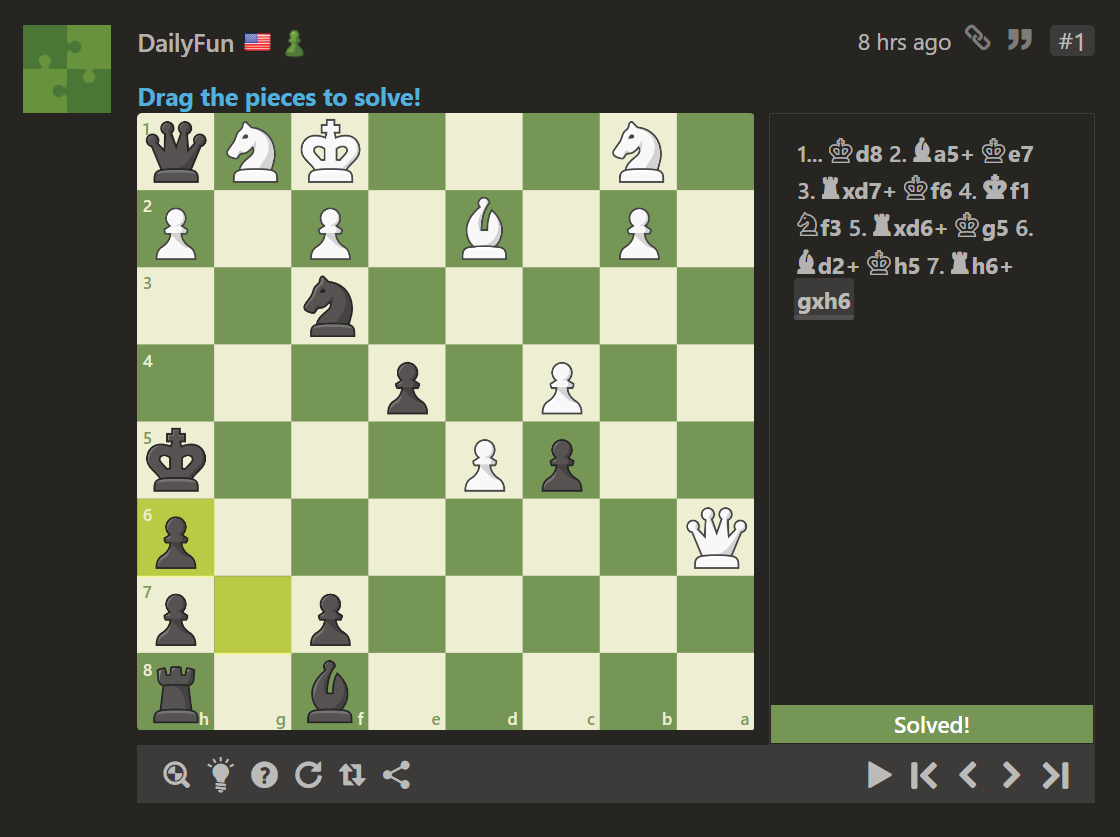 DailyFun
8 hrs ago
#1
Drag the pieces to solve!
1... ♔d8 2. ♝a5+ ♔e7
3. ♜xd7+ ♔f6 4. ♚f1
♘f3 5. ♜xd6+ ♔g5 6.
♝d2+ ♔h5 7. ♜h6+
gxh6
1
2
3
4
5
6
7
8
h g f e d c b a
Solved!